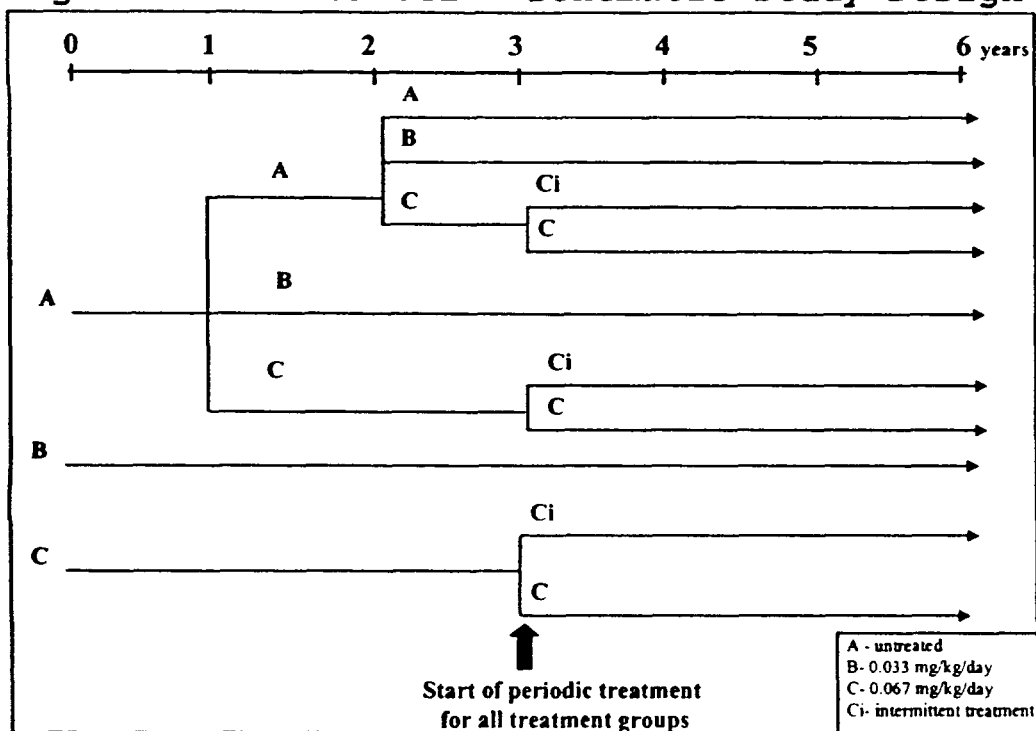 0 1 2 3 4 5 6 years
A
B
A
Ci
C
C
B
A
Ci
C
C
B
Ci
C
C
Start of periodic treatment
for all treatment groups
A - untreated
B- 0.033 mg/kg/day
C- 0.067 mg/kg/day
Ci- intermittent treatment